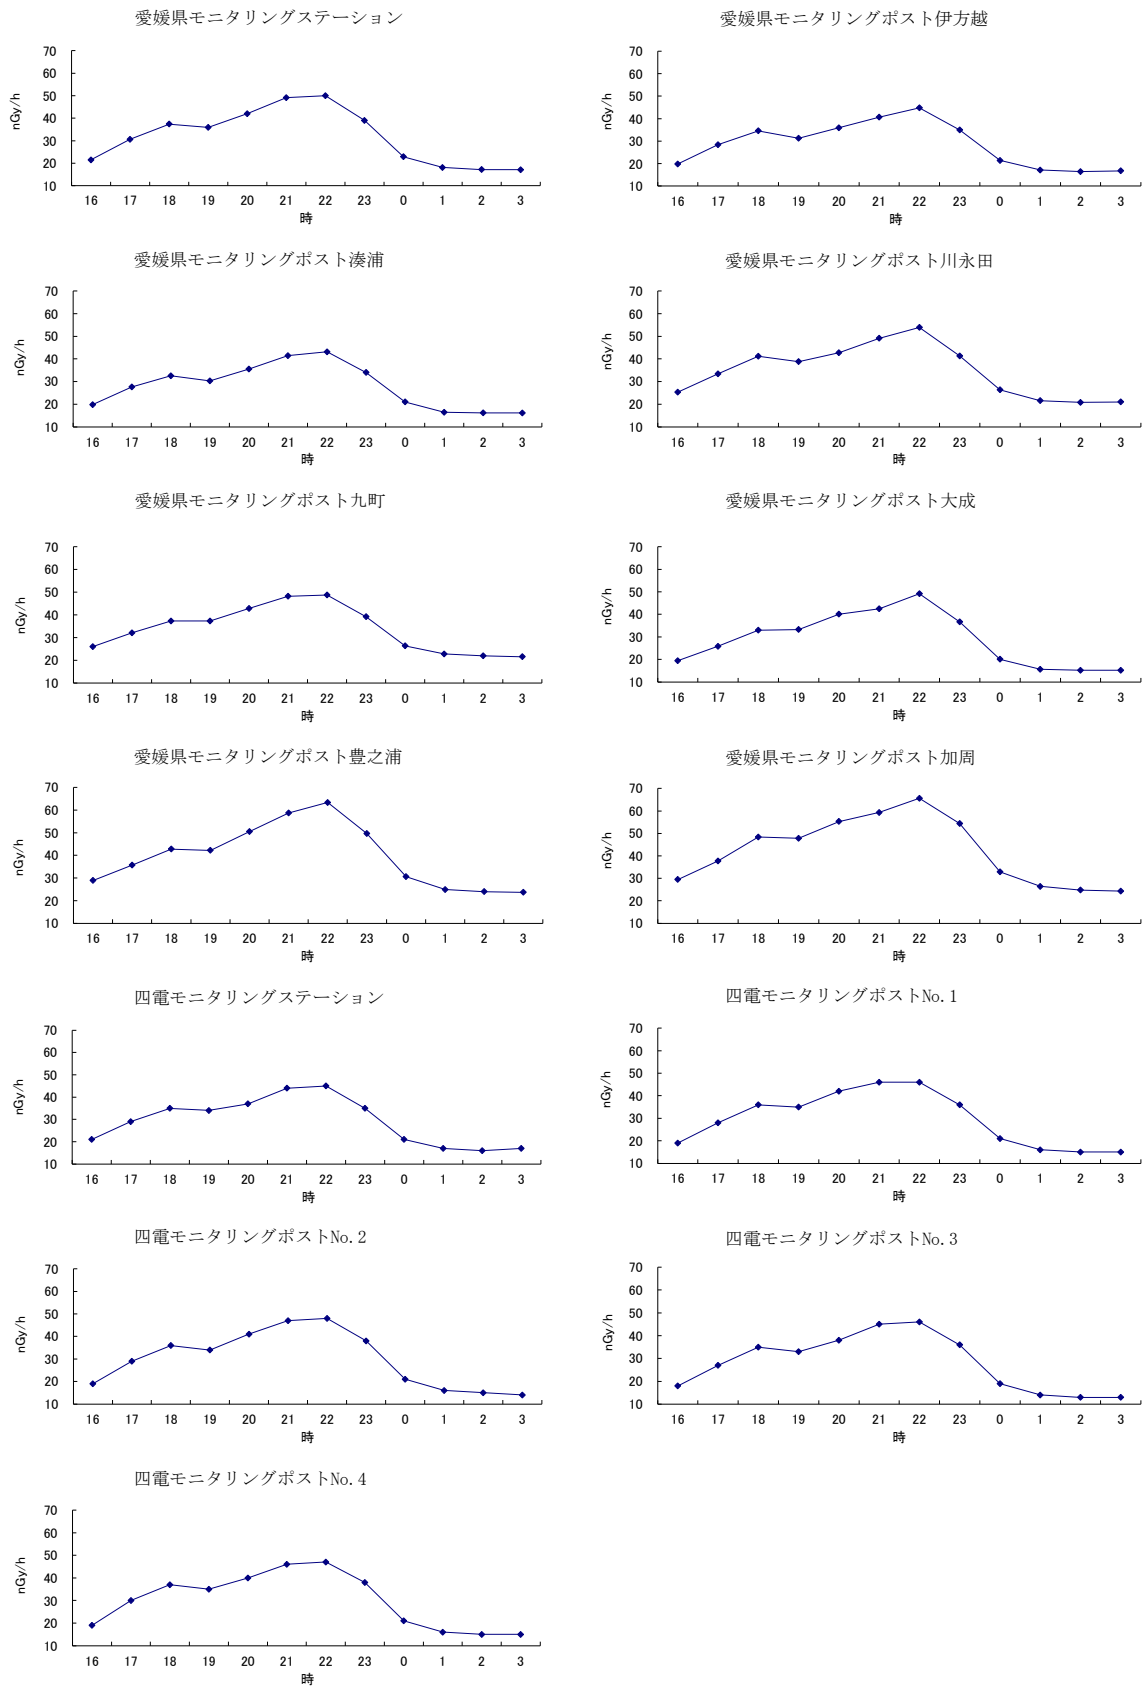 愛媛県モニタリングステーション
70
60
50
40
30
20
10
nGy/h
16 17 18 19 20 21 22 23 0 1 2 3
時
愛媛県モニタリングポスト伊方越
70
60
50
40
30
20
10
nGy/h
16 17 18 19 20 21 22 23 0 1 2 3
時
愛媛県モニタリングポスト湊浦
70
60
50
40
30
20
10
nGy/h
16 17 18 19 20 21 22 23 0 1 2 3
時
愛媛県モニタリングポスト川永田
70
60
50
40
30
20
10
nGy/h
16 17 18 19 20 21 22 23 0 1 2 3
時
愛媛県モニタリングポスト九町
70
60
50
40
30
20
10
nGy/h
16 17 18 19 20 21 22 23 0 1 2 3
時
愛媛県モニタリングポスト大成
70
60
50
40
30
20
10
nGy/h
16 17 18 19 20 21 22 23 0 1 2 3
時
愛媛県モニタリングポスト豊之浦
70
60
50
40
30
20
10
nGy/h
16 17 18 19 20 21 22 23 0 1 2 3
時
愛媛県モニタリングポスト加周
70
60
50
40
30
20
10
nGy/h
16 17 18 19 20 21 22 23 0 1 2 3
時
四電モニタリングステーション
70
60
50
40
30
20
10
nGy/h
16 17 18 19 20 21 22 23 0 1 2 3
時
四電モニタリングポストNo.1
70
60
50
40
30
20
10
nGy/h
16 17 18 19 20 21 22 23 0 1 2 3
時
四電モニタリングポストNo.2
70
60
50
40
30
20
10
nGy/h
16 17 18 19 20 21 22 23 0 1 2 3
時
四電モニタリングポストNo.3
70
60
50
40
30
20
10
nGy/h
16 17 18 19 20 21 22 23 0 1 2 3
時
四電モニタリングポストNo.4
70
60
50
40
30
20
10
nGy/h
16 17 18 19 20 21 22 23 0 1 2 3
時